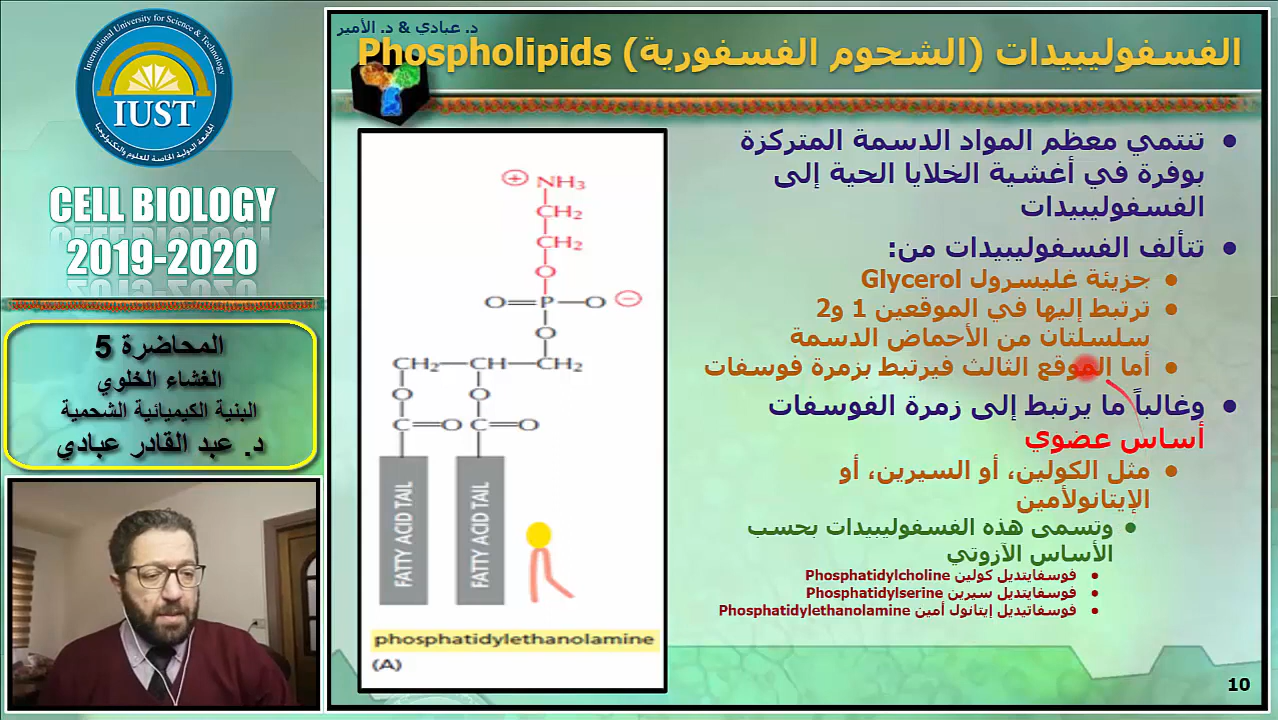 International University for Science & Technology
IUST
الجامعة الدولية الخاصة للعلوم والتكنولوجيا
CELL BIOLOGY
2019-2020
المحاضرة 5
الغشاء الخلوي
البنية الكيميائية الشحمية
د. عبد القادر عبادي
د. عبادي & د. الأمير
الفسفوليبيدات (الشحوم الفسفورية) Phospholipids
• تنتمي معظم المواد الدسمة المتركزة
بوفرة في أغشية الخلايا الحية إلى
الفسفوليبيدات
• تتألف الفسفوليبيدات من:
• جزيئة غليسرول Glycerol
• ترتبط إليها في الموقعين 1 و2
سلسلتان من الأحماض الدسمة
• أما الموقع الثالث فيرتبط بزمرة فوسفات
• وغالباً ما يرتبط إلى زمرة الفوسفات
أساس عضوي
• مثل الكولين، أو السيرين، أو
الإيتانولأمين
• وتسمى هذه الفسفوليبيدات بحسب
الأساس الآزوتي
• فوسفايتديل كولين Phosphatidylcholine
• فوسفايتديل سيرين Phosphatidylserine
• فوسفاتيديل إيتانول أمين Phosphatidylethanolamine
+ NH3
CH2
CH2
O
O=P—O −
O
CH2—CH—CH2
O O
C=O C=O
FATTY ACID TAIL
FATTY ACID TAIL
phosphatidylethanolamine
(A)
10